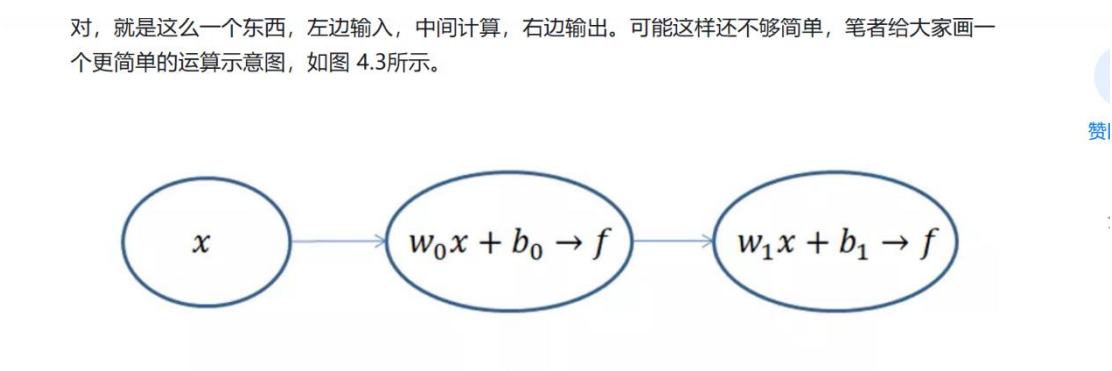 对，就是这么一个东西，左边输入，中间计算，右边输出。可能这样还不够简单，笔者给大家画一
个更简单的运算示意图，如图 4.3所示。
赞
x
w₀x + b₀ → f
w₁x + b₁ → f